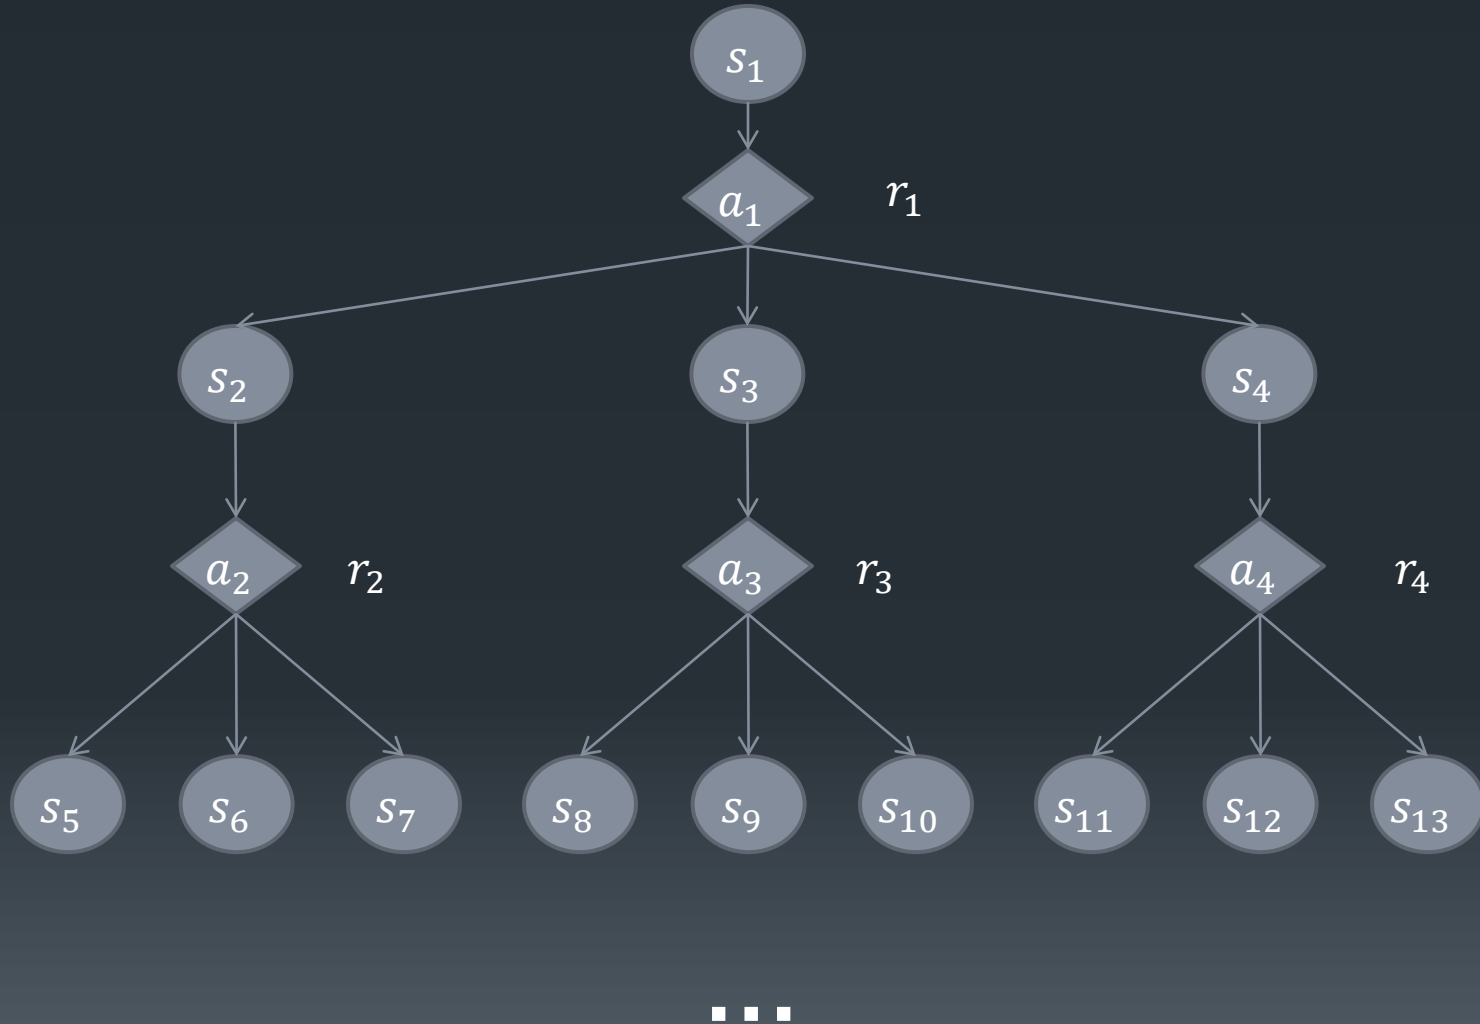 s₁
a₁ r₁
s₂ s₃ s₄
a₂ r₂ a₃ r₃ a₄ r₄
s₅ s₆ s₇ s₈ s₉ s₁₀ s₁₁ s₁₂ s₁₃
...